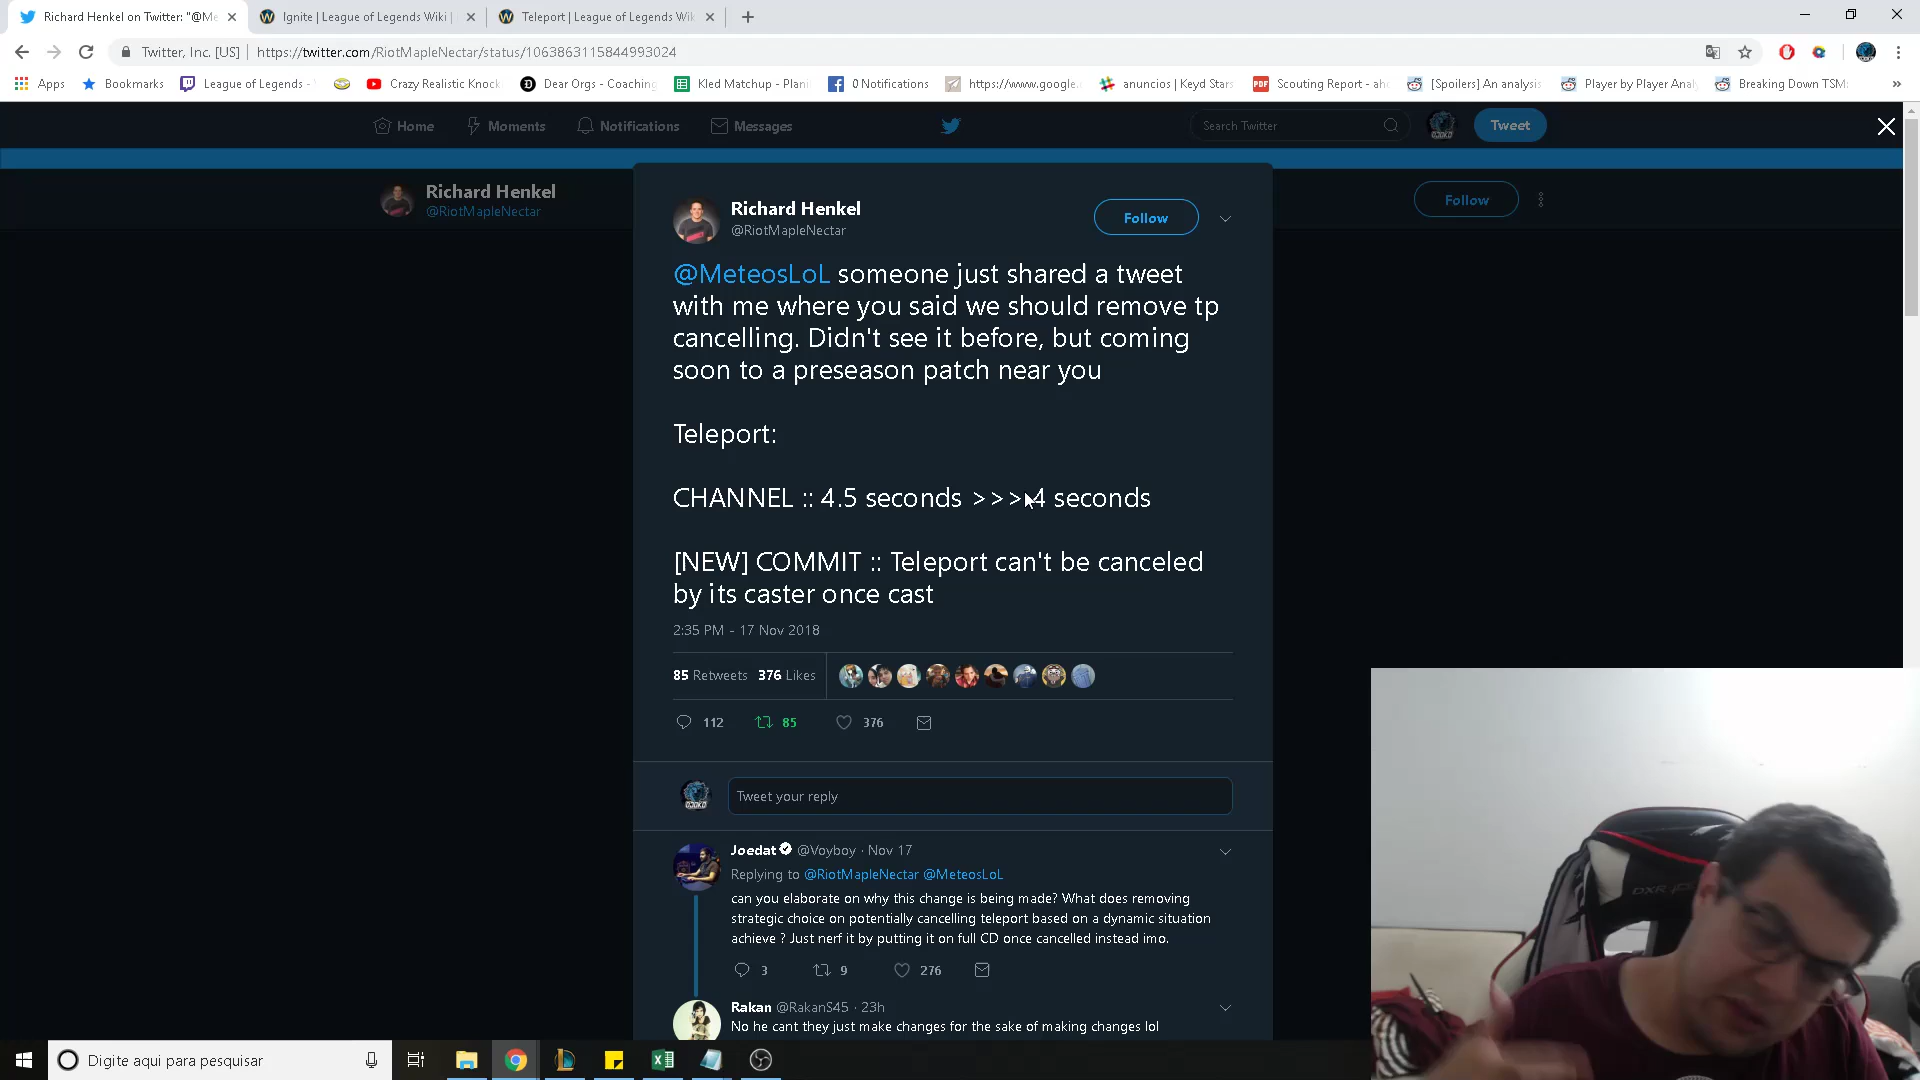 Richard Henkel on Twitter: "@Me
Ignite | League of Legends Wiki |
Teleport | League of Legends Wik
Twitter, Inc. [US]
https://twitter.com/RiotMapleNectar/status/1063863115844993024
Apps
Bookmarks
League of Legends -
Crazy Realistic Knock
Dear Orgs - Coaching
Kled Matchup - Plani
0 Notifications
https://www.google.
anuncios | Keyd Stars
Scouting Report - aho
[Spoilers] An analysis
Player by Player Anal
Breaking Down TSM
Home
Moments
Notifications
Messages
Search Twitter
Tweet
Richard Henkel
@RiotMapleNectar
Follow
Richard Henkel
@RiotMapleNectar
Follow
@MeteosLoL someone just shared a tweet
with me where you said we should remove tp
cancelling. Didn't see it before, but coming
soon to a preseason patch near you
Teleport:
CHANNEL :: 4.5 seconds >>> 4 seconds
[NEW] COMMIT :: Teleport can't be canceled
by its caster once cast
2:35 PM - 17 Nov 2018
85 Retweets 376 Likes
112 85 376
Tweet your reply
Joedat @Voyboy · Nov 17
Replying to @RiotMapleNectar @MeteosLoL
can you elaborate on why this change is being made? What does removing
strategic choice on potentially cancelling teleport based on a dynamic situation
achieve ? Just nerf it by putting it on full CD once cancelled instead imo.
3 9 276
Rakan @RakanS45 · 23h
No he cant they just make changes for the sake of making changes lol
Digite aqui para pesquisar